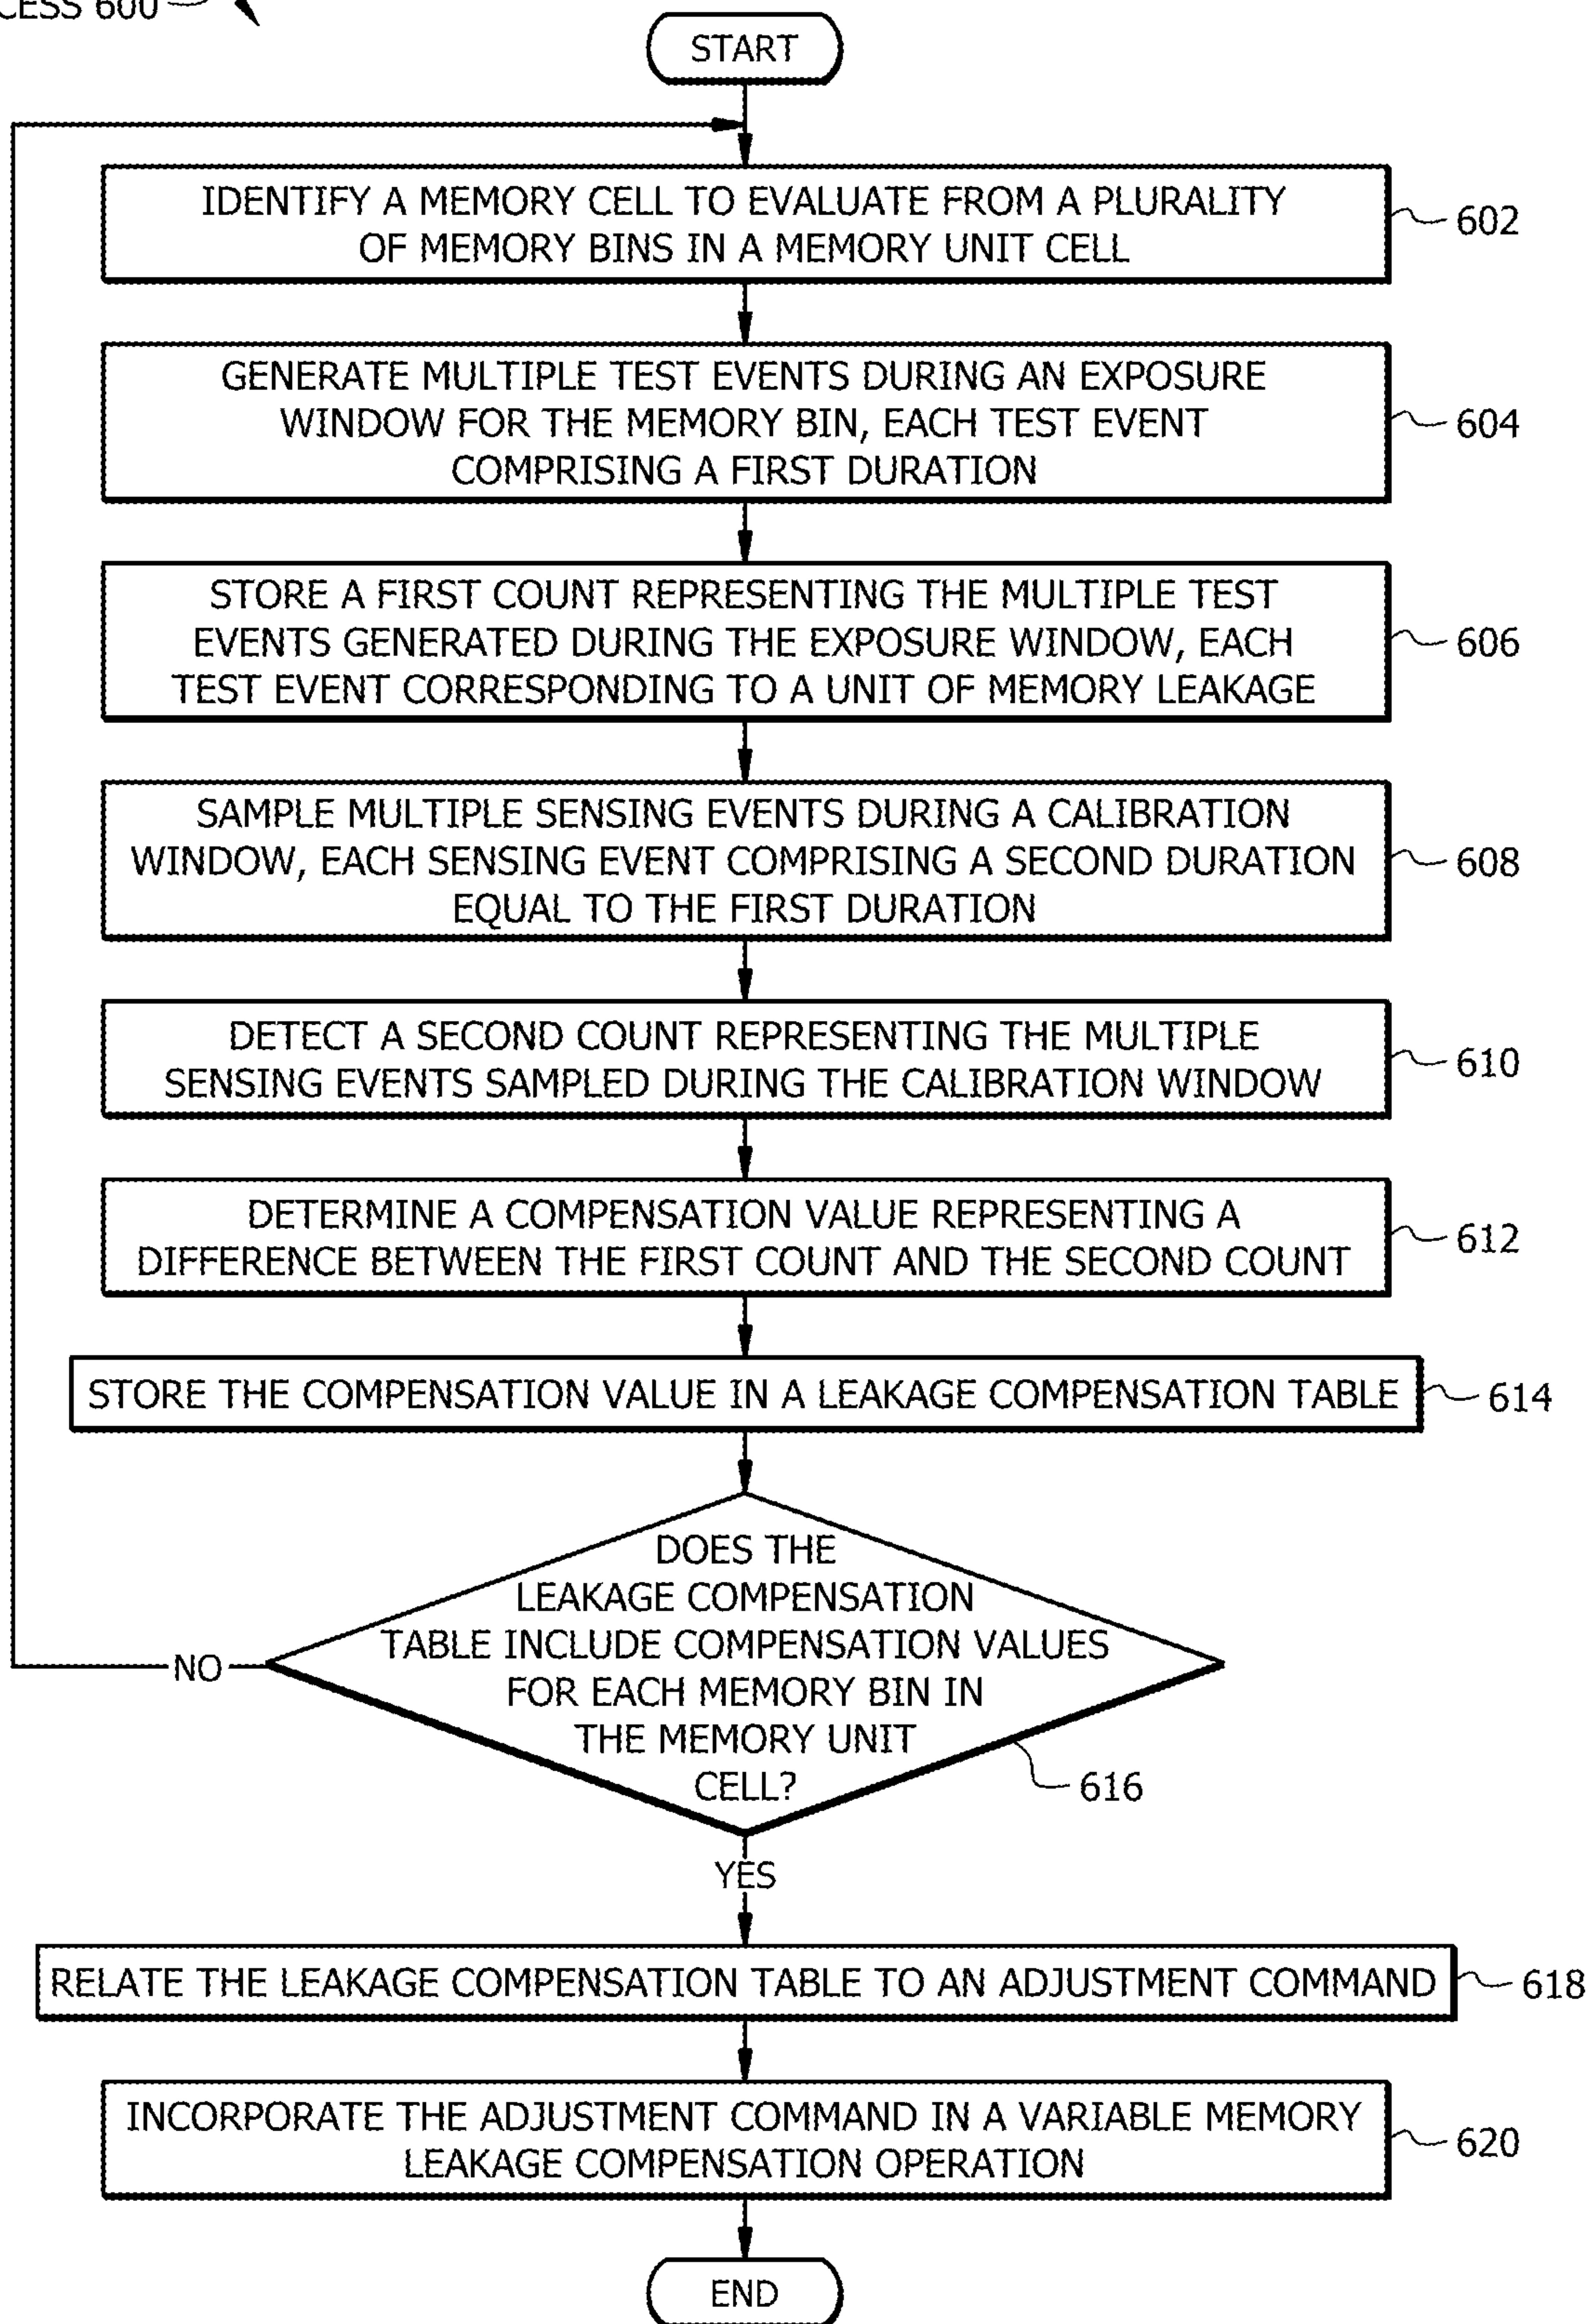 600
START
IDENTIFY A MEMORY CELL TO EVALUATE FROM A PLURALITY
OF MEMORY BINS IN A MEMORY UNIT CELL
602
GENERATE MULTIPLE TEST EVENTS DURING AN EXPOSURE
WINDOW FOR THE MEMORY BIN, EACH TEST EVENT
COMPRISING A FIRST DURATION
604
STORE A FIRST COUNT REPRESENTING THE MULTIPLE TEST
EVENTS GENERATED DURING THE EXPOSURE WINDOW, EACH
TEST EVENT CORRESPONDING TO A UNIT OF MEMORY LEAKAGE
606
SAMPLE MULTIPLE SENSING EVENTS DURING A CALIBRATION
WINDOW, EACH SENSING EVENT COMPRISING A SECOND DURATION
EQUAL TO THE FIRST DURATION
608
DETECT A SECOND COUNT REPRESENTING THE MULTIPLE
SENSING EVENTS SAMPLED DURING THE CALIBRATION WINDOW
610
DETERMINE A COMPENSATION VALUE REPRESENTING A
DIFFERENCE BETWEEN THE FIRST COUNT AND THE SECOND COUNT
612
STORE THE COMPENSATION VALUE IN A LEAKAGE COMPENSATION TABLE
614
DOES THE
LEAKAGE COMPENSATION
TABLE INCLUDE COMPENSATION VALUES
FOR EACH MEMORY BIN IN
THE MEMORY UNIT
CELL?
616
NO
YES
RELATE THE LEAKAGE COMPENSATION TABLE TO AN ADJUSTMENT COMMAND
618
INCORPORATE THE ADJUSTMENT COMMAND IN A VARIABLE MEMORY
LEAKAGE COMPENSATION OPERATION
620
END